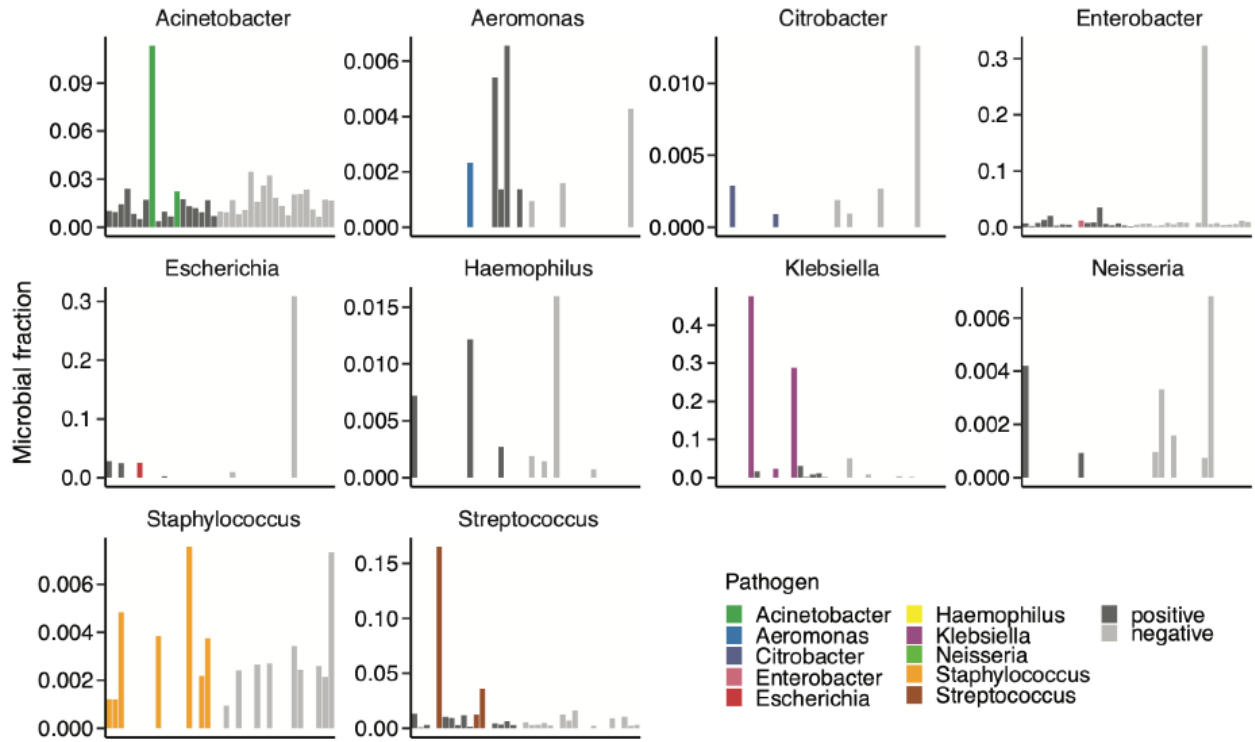 Acinetobacter Aeromonas Citrobacter Enterobacter
0.09 0.06 0.03 0.00
0.006 0.004 0.002 0.000
0.010 0.005 0.000
0.3 0.2 0.1 0.0
Microbial fraction
Escherichia Haemophilus Klebsiella Neisseria
0.3 0.2 0.1 0.0
0.015 0.010 0.005 0.000
0.4 0.3 0.2 0.1 0.0
0.006 0.004 0.002 0.000
Staphylococcus Streptococcus
0.006 0.004 0.002 0.000
0.15 0.10 0.05 0.00
Pathogen
Acinetobacter Haemophilus positive
Aeromonas Klebsiella negative
Citrobacter Neisseria
Enterobacter Staphylococcus
Escherichia Streptococcus